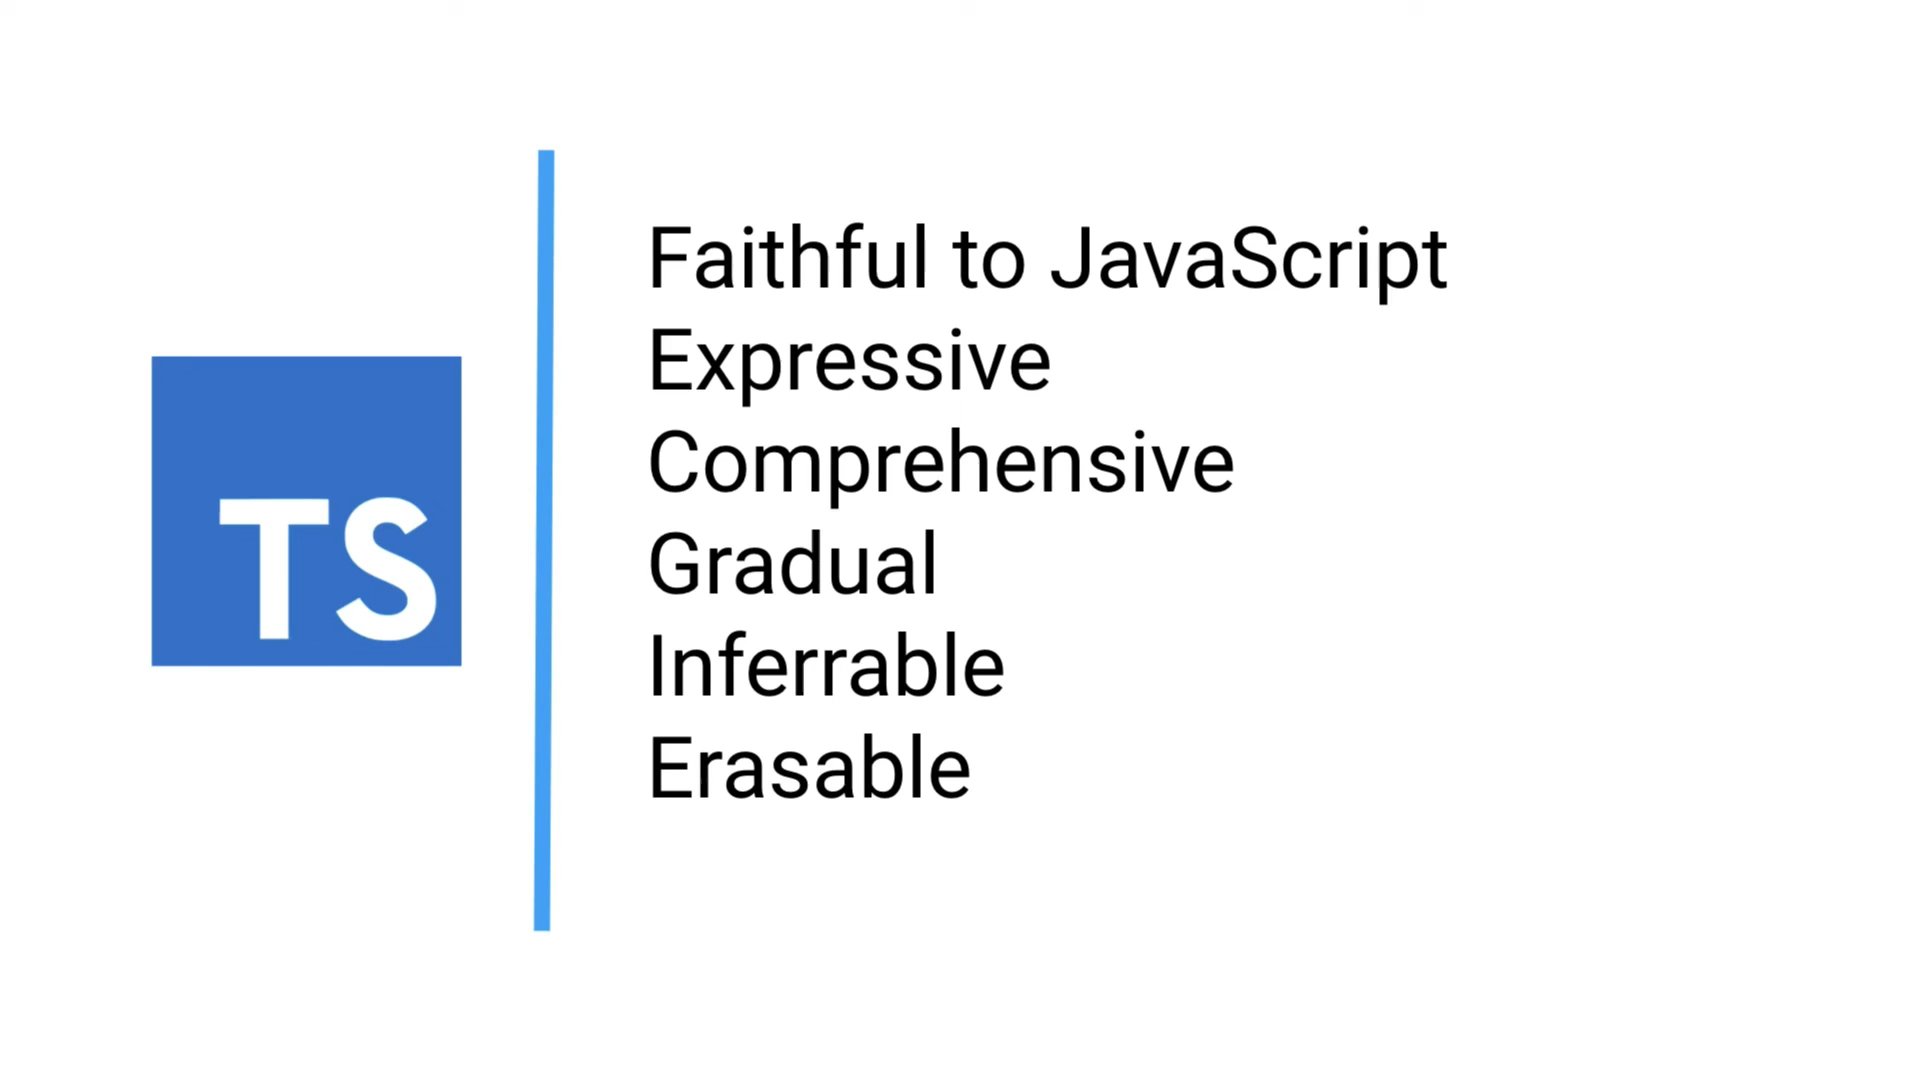 TS
Faithful to JavaScript
Expressive
Comprehensive
Gradual
Inferrable
Erasable